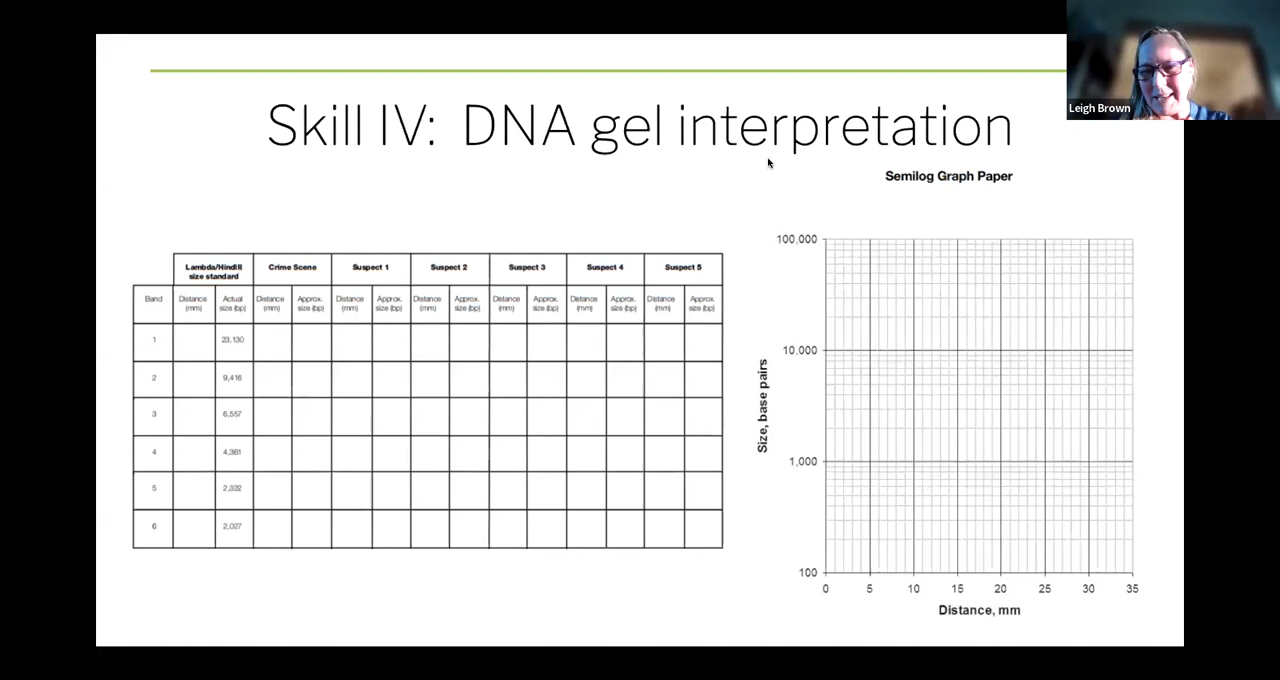 Leigh Brown
Skill IV: DNA gel interpretation
Semilog Graph Paper
Lambda/HindIII size standard Crime Scene Suspect 1 Suspect 2 Suspect 3 Suspect 4 Suspect 5
Band Distance (mm) Actual size (bp) Distance (mm) Approx. size (bp) Distance (mm) Approx. size (bp) Distance (mm) Approx. size (bp) Distance (mm) Approx. size (bp) Distance (mm) Approx. size (bp) Distance (mm) Approx. size (bp)
1 23,130
2 9,416
3 6,557
4 4,361
5 2,322
6 2,027
Size, base pairs
100,000
10,000
1,000
100
0 5 10 15 20 25 30 35
Distance, mm